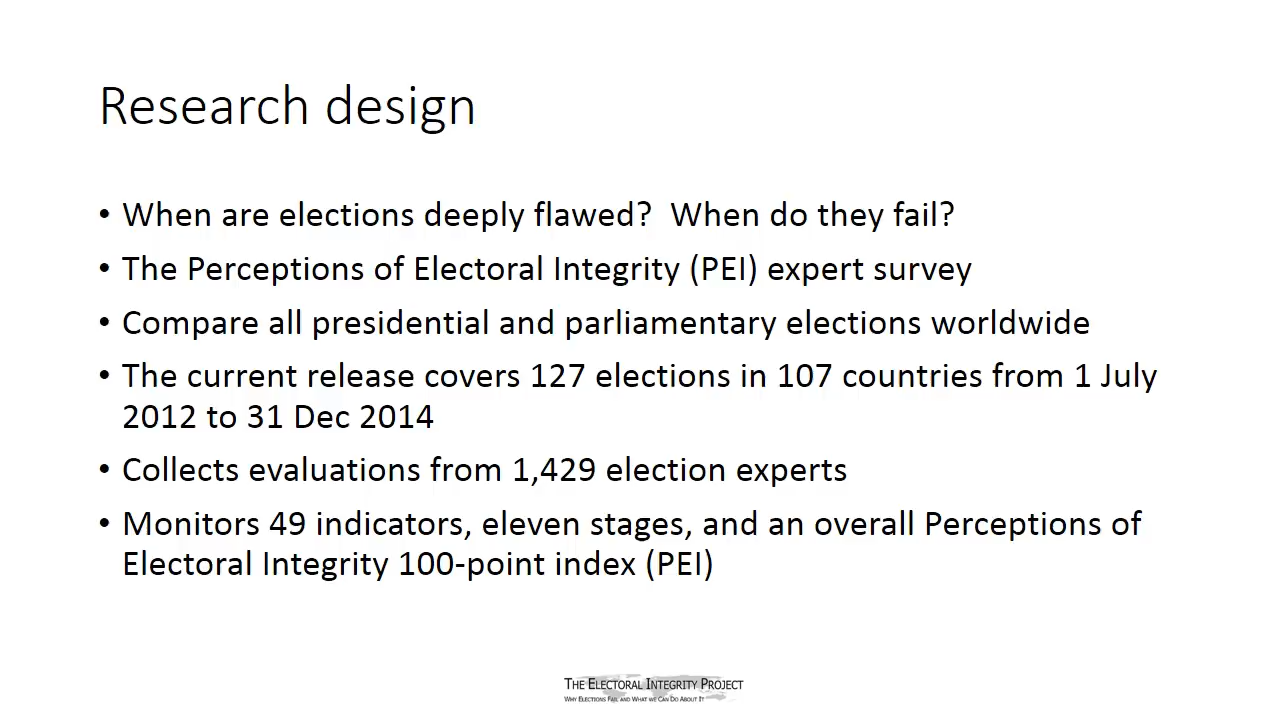 Research design
• When are elections deeply flawed?  When do they fail?
• The Perceptions of Electoral Integrity (PEI) expert survey
• Compare all presidential and parliamentary elections worldwide
• The current release covers 127 elections in 107 countries from 1 July
2012 to 31 Dec 2014
• Collects evaluations from 1,429 election experts
• Monitors 49 indicators, eleven stages, and an overall Perceptions of
Electoral Integrity 100-point index (PEI)
THE ELECTORAL INTEGRITY PROJECT
WHY ELECTIONS FAIL AND WHAT WE CAN DO ABOUT IT